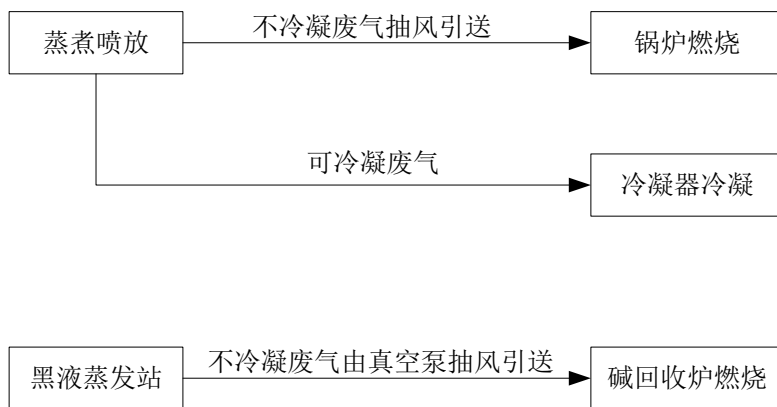 蒸煮喷放
不冷凝废气抽风引送
锅炉燃烧
可冷凝废气
冷凝器冷凝
黑液蒸发站
不冷凝废气由真空泵抽风引送
碱回收炉燃烧